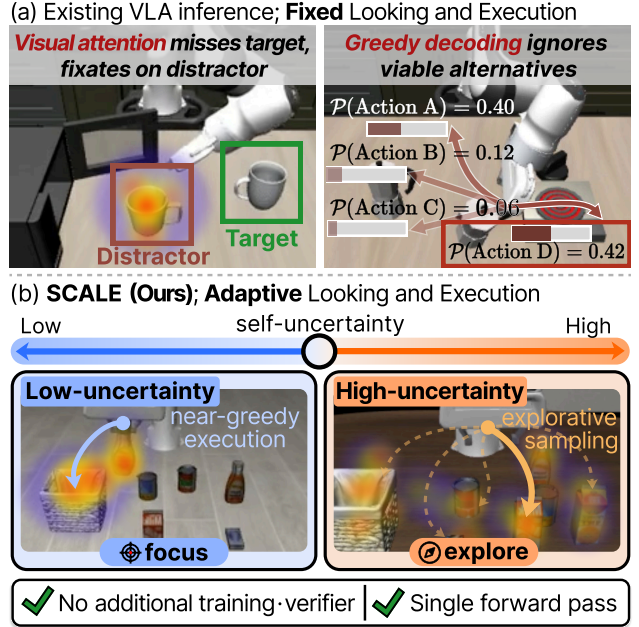 (a) Existing VLA inference; Fixed Looking and Execution
Visual attention misses target,
fixates on distractor
Distractor
Target
Greedy decoding ignores
viable alternatives
P(Action A) = 0.40
P(Action B) = 0.12
P(Action C) = 0.06
P(Action D) = 0.42
(b) SCALE (Ours); Adaptive Looking and Execution
Low
self-uncertainty
High
Low-uncertainty
near-greedy
execution
focus
High-uncertainty
explorative
sampling
explore
No additional training·verifier
Single forward pass